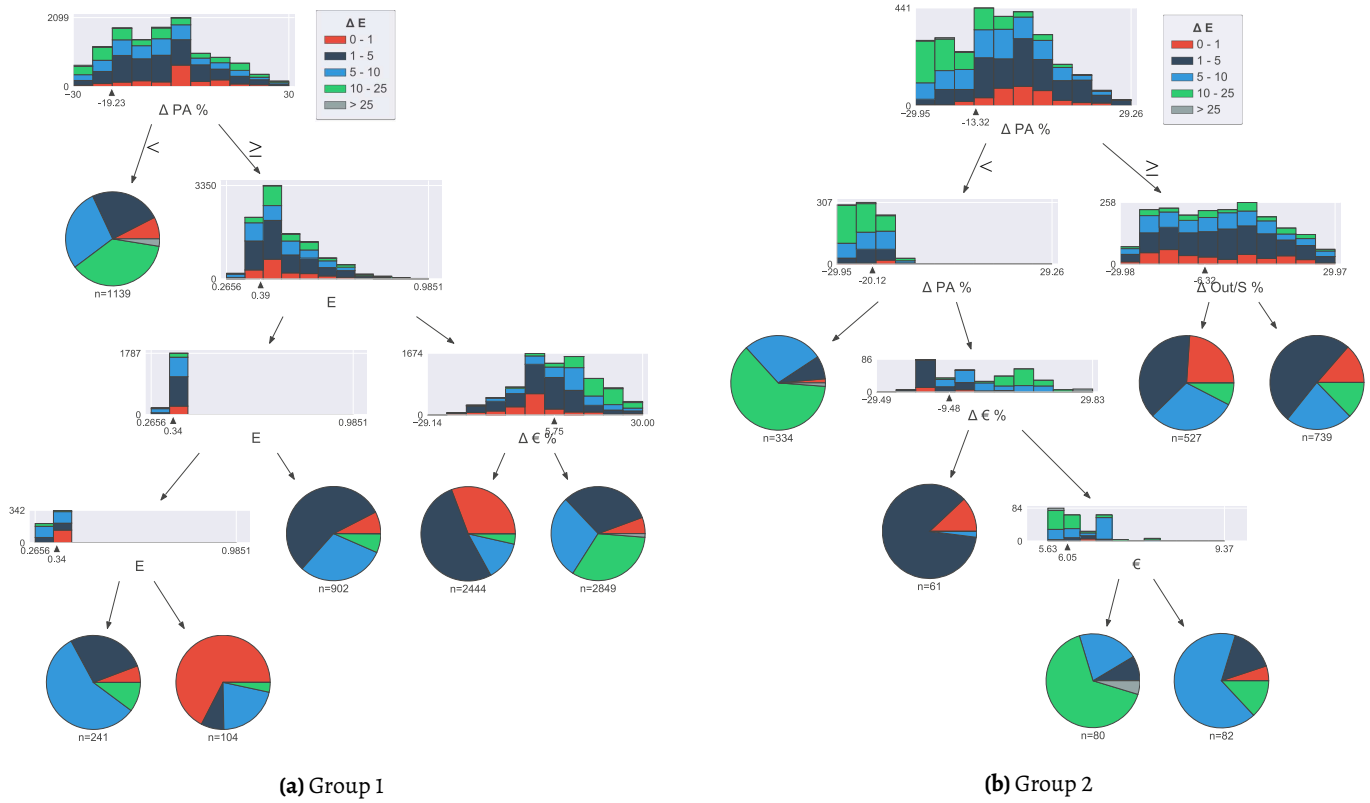 2099
0
−30
30
-19.23
Δ PA %
Δ E
0 - 1
1 - 5
5 - 10
10 - 25
> 25
<
≥
n=1139
3350
0
0.2656
0.9851
0.39
E
1787
0
0.2656
0.9851
0.34
E
1674
0
−29.14
30.00
5.75
Δ € %
342
0
0.2656
0.9851
0.34
E
n=902
n=2444
n=2849
n=241
n=104
(a) Group 1
441
0
−29.95
29.26
-13.32
Δ PA %
Δ E
0 - 1
1 - 5
5 - 10
10 - 25
> 25
<
≥
307
0
−29.95
29.26
-20.12
Δ PA %
258
0
−29.98
29.97
-6.32
Δ Out/S %
n=334
86
0
−29.49
29.83
-9.48
Δ € %
n=527
n=739
n=61
84
0
5.63
9.37
6.05
€
n=80
n=82
(b) Group 2